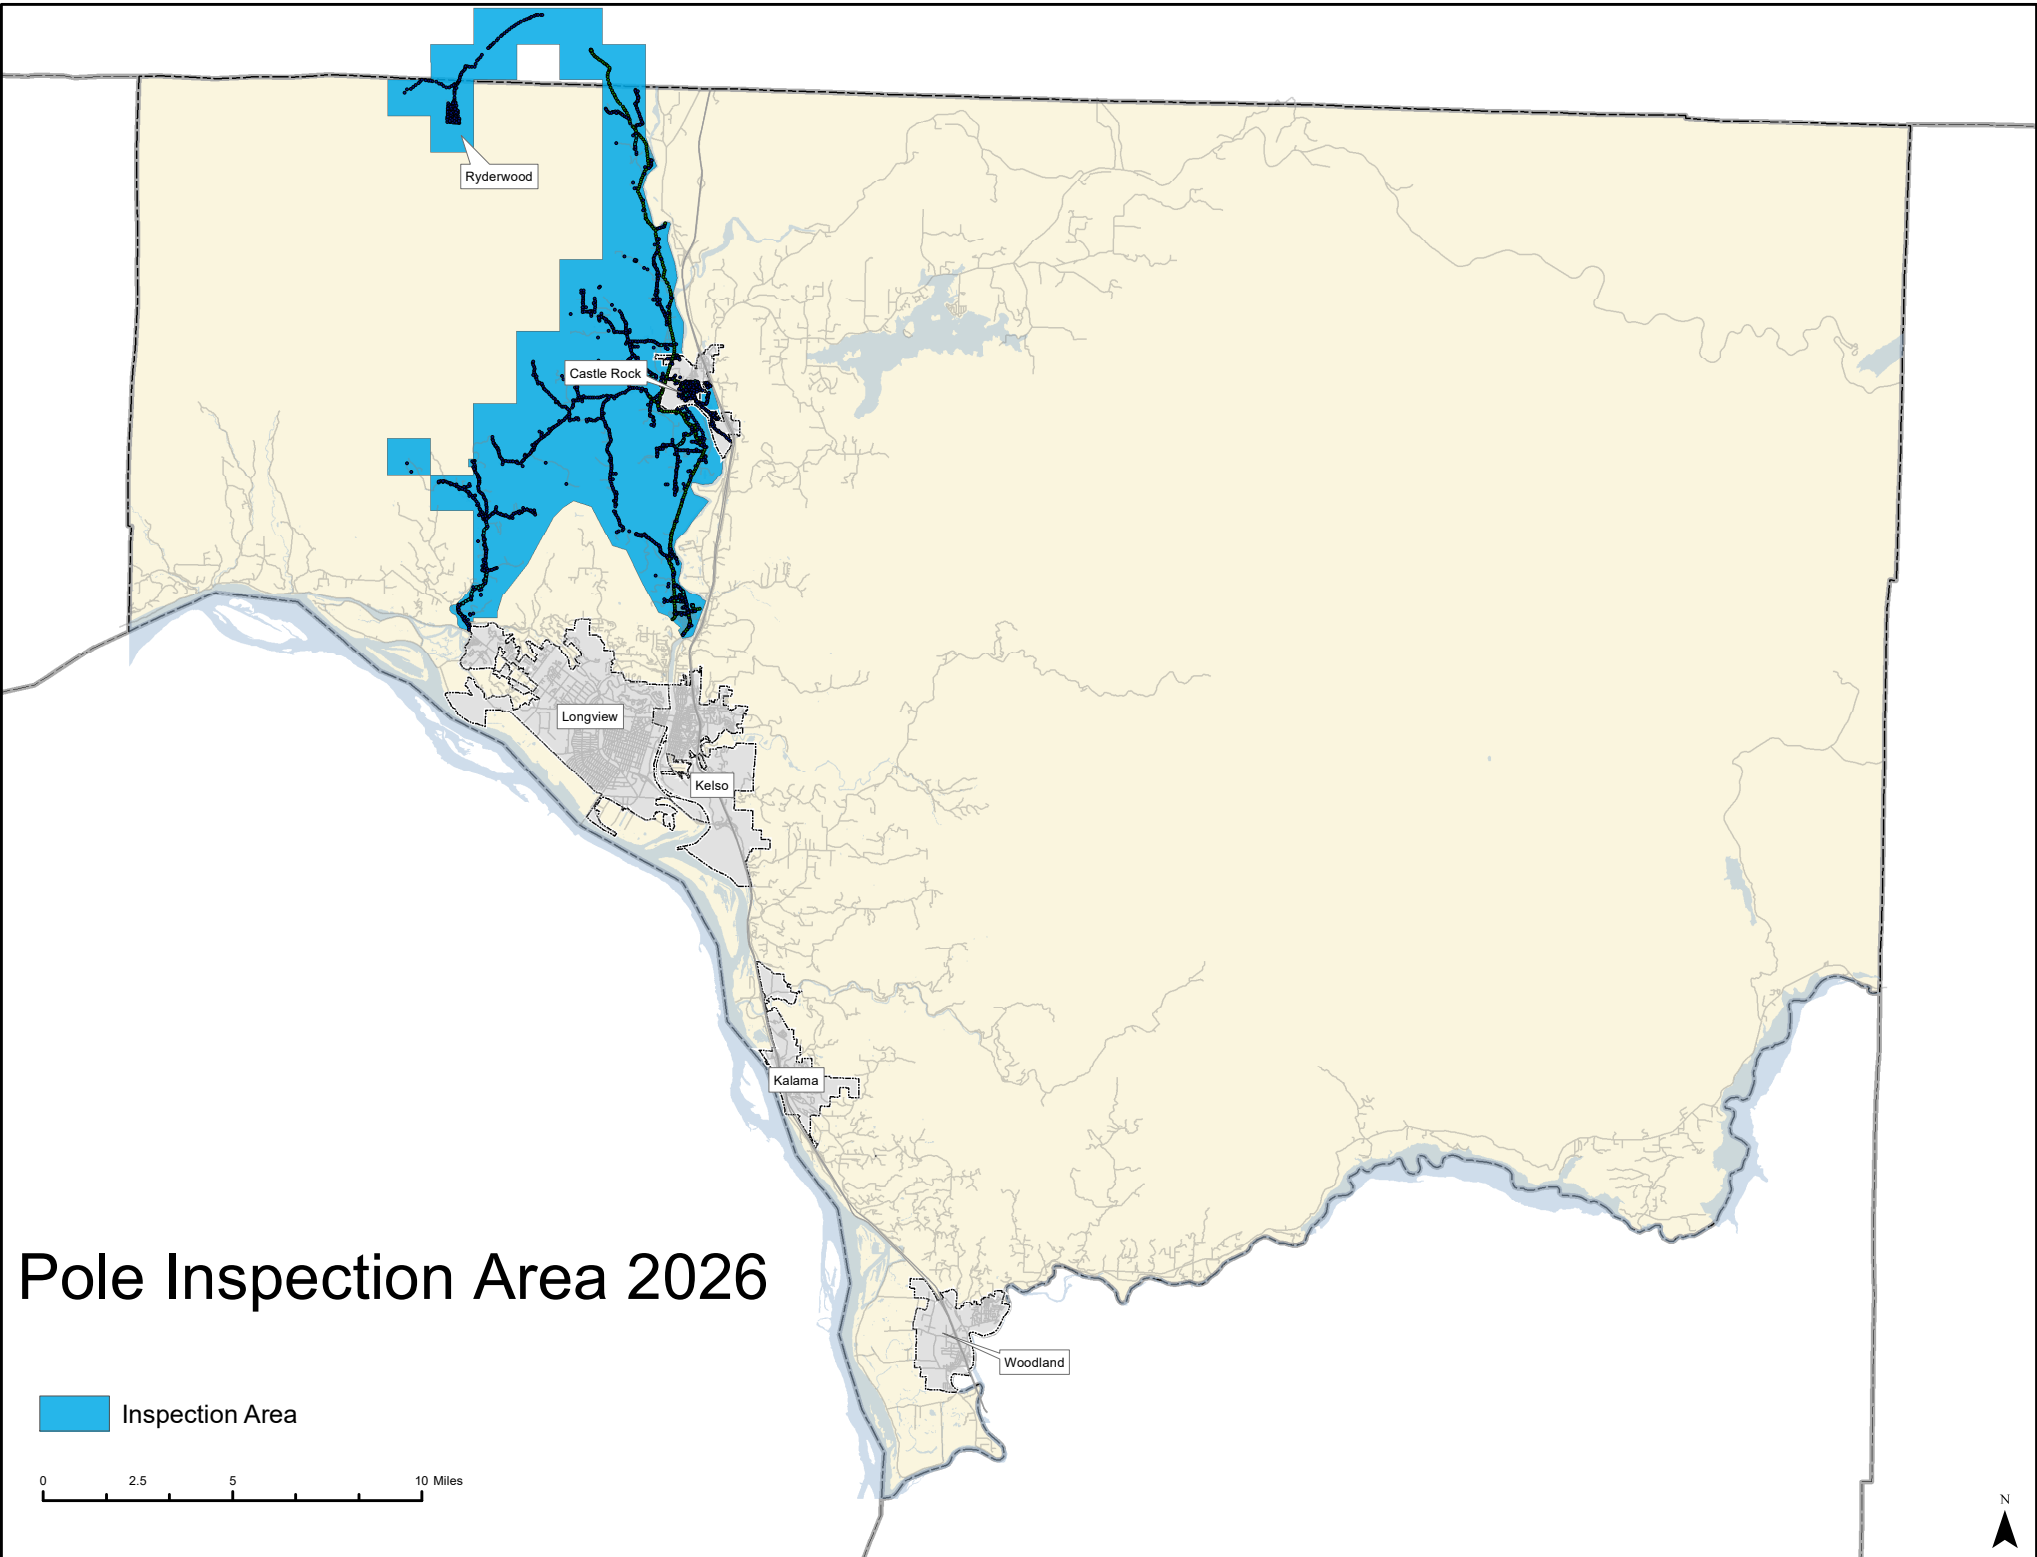 Ryderwood
Castle Rock
Longview
Kelso
Kalama
Pole Inspection Area 2026
Woodland
Inspection Area
0 2.5 5 10 Miles
N